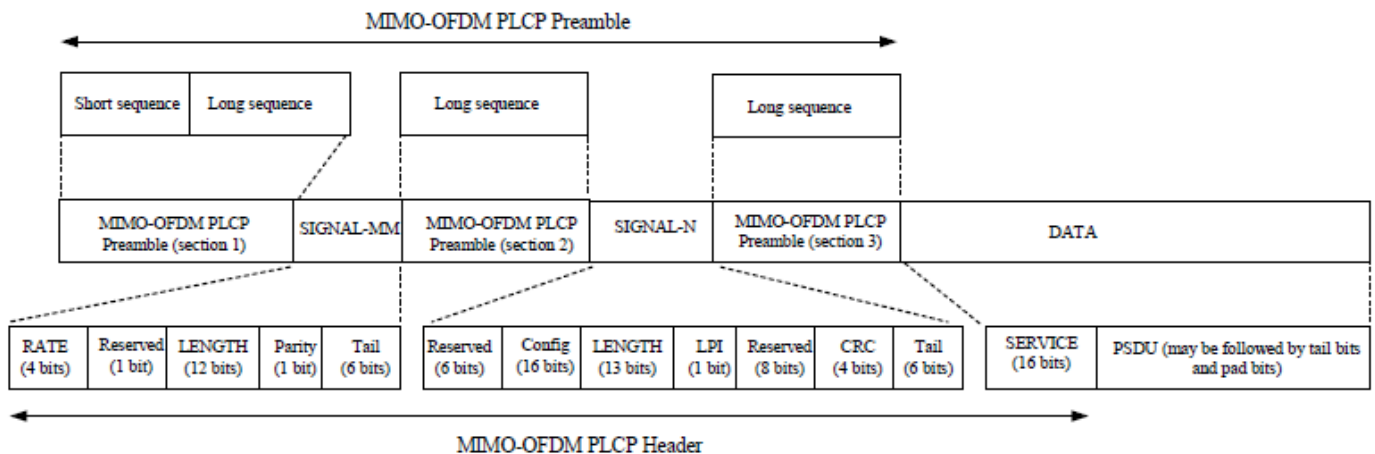 MIMO-OFDM PLCP Preamble
Short sequence
Long sequence
Long sequence
Long sequence
MIMO-OFDM PLCP
Preamble (section 1)
SIGNAL-MM
MIMO-OFDM PLCP
Preamble (section 2)
SIGNAL-N
MIMO-OFDM PLCP
Preamble (section 3)
DATA
RATE
(4 bits)
Reserved
(1 bit)
LENGTH
(12 bits)
Parity
(1 bit)
Tail
(6 bits)
Reserved
(6 bits)
Config
(16 bits)
LENGTH
(13 bits)
LPI
(1 bit)
Reserved
(8 bits)
CRC
(4 bits)
Tail
(6 bits)
SERVICE
(16 bits)
PSDU (may be followed by tail bits
and pad bits)
MIMO-OFDM PLCP Header